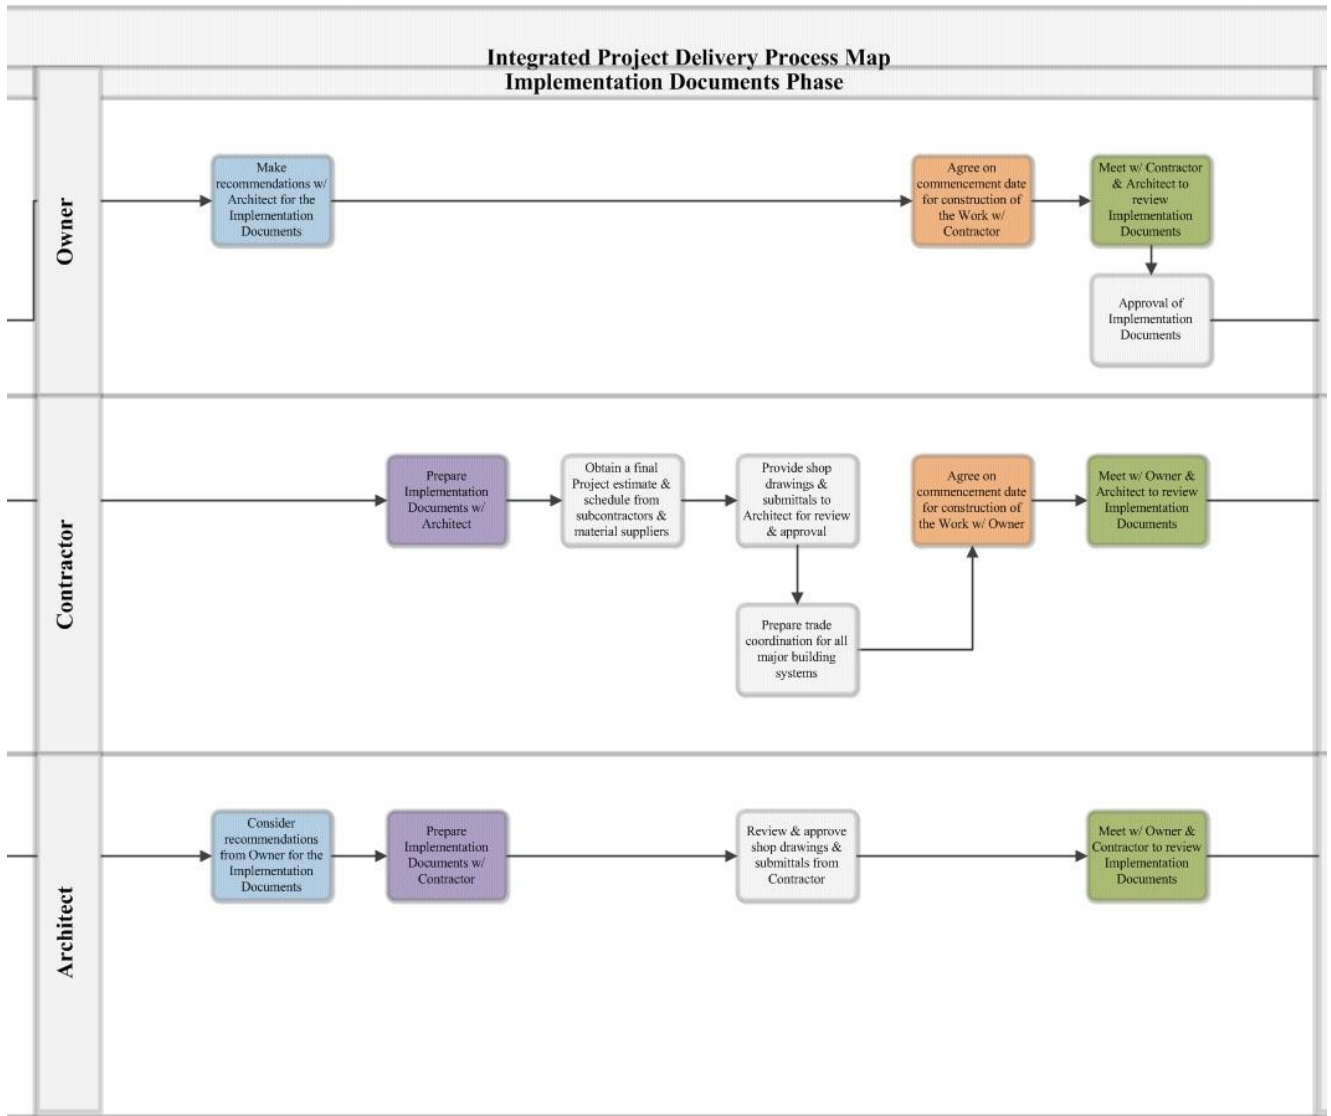 Integrated Project Delivery Process Map
Implementation Documents Phase
Owner
Make
recommendations w/
Architect for the
Implementation
Documents
Agree on
commencement date
for construction of
the Work w/
Contractor
Meet w/ Contractor
& Architect to
review
Implementation
Documents
Approval of
Implementation
Documents
Contractor
Prepare
Implementation
Documents w/
Architect
Obtain a final
Project estimate &
schedule from
subcontractors &
material suppliers
Provide shop
drawings &
submittals to
Architect for review
& approval
Agree on
commencement date
for construction of
the Work w/ Owner
Meet w/ Owner &
Architect to review
Implementation
Documents
Prepare trade
coordination for all
major building
systems
Architect
Consider
recommendations
from Owner for the
Implementation
Documents
Prepare
Implementation
Documents w/
Contractor
Review & approve
shop drawings &
submittals from
Contractor
Meet w/ Owner &
Contractor to review
Implementation
Documents